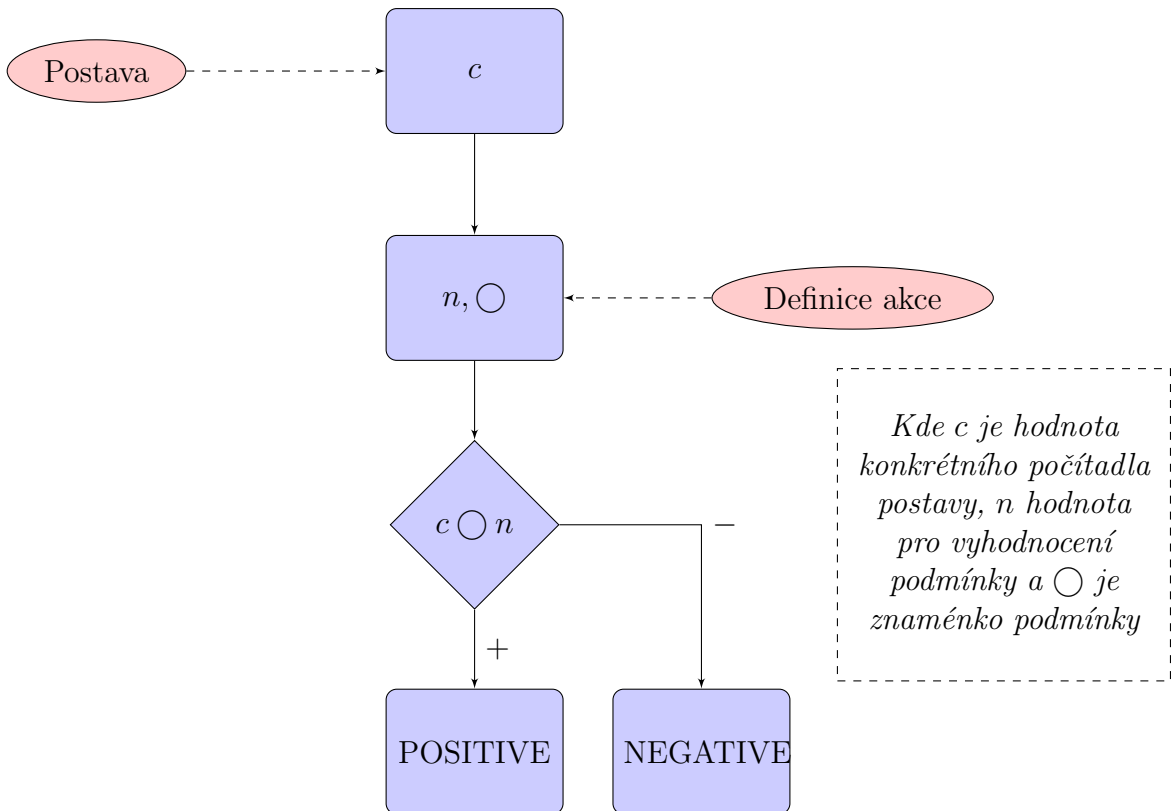 c
Postava
n, ◯
Definice akce
Kde c je hodnota
konkrétního počítadla
postavy, n hodnota
pro vyhodnocení
podmínky a ◯ je
znaménko podmínky
c ◯ n
−
+
POSITIVE
NEGATIVE